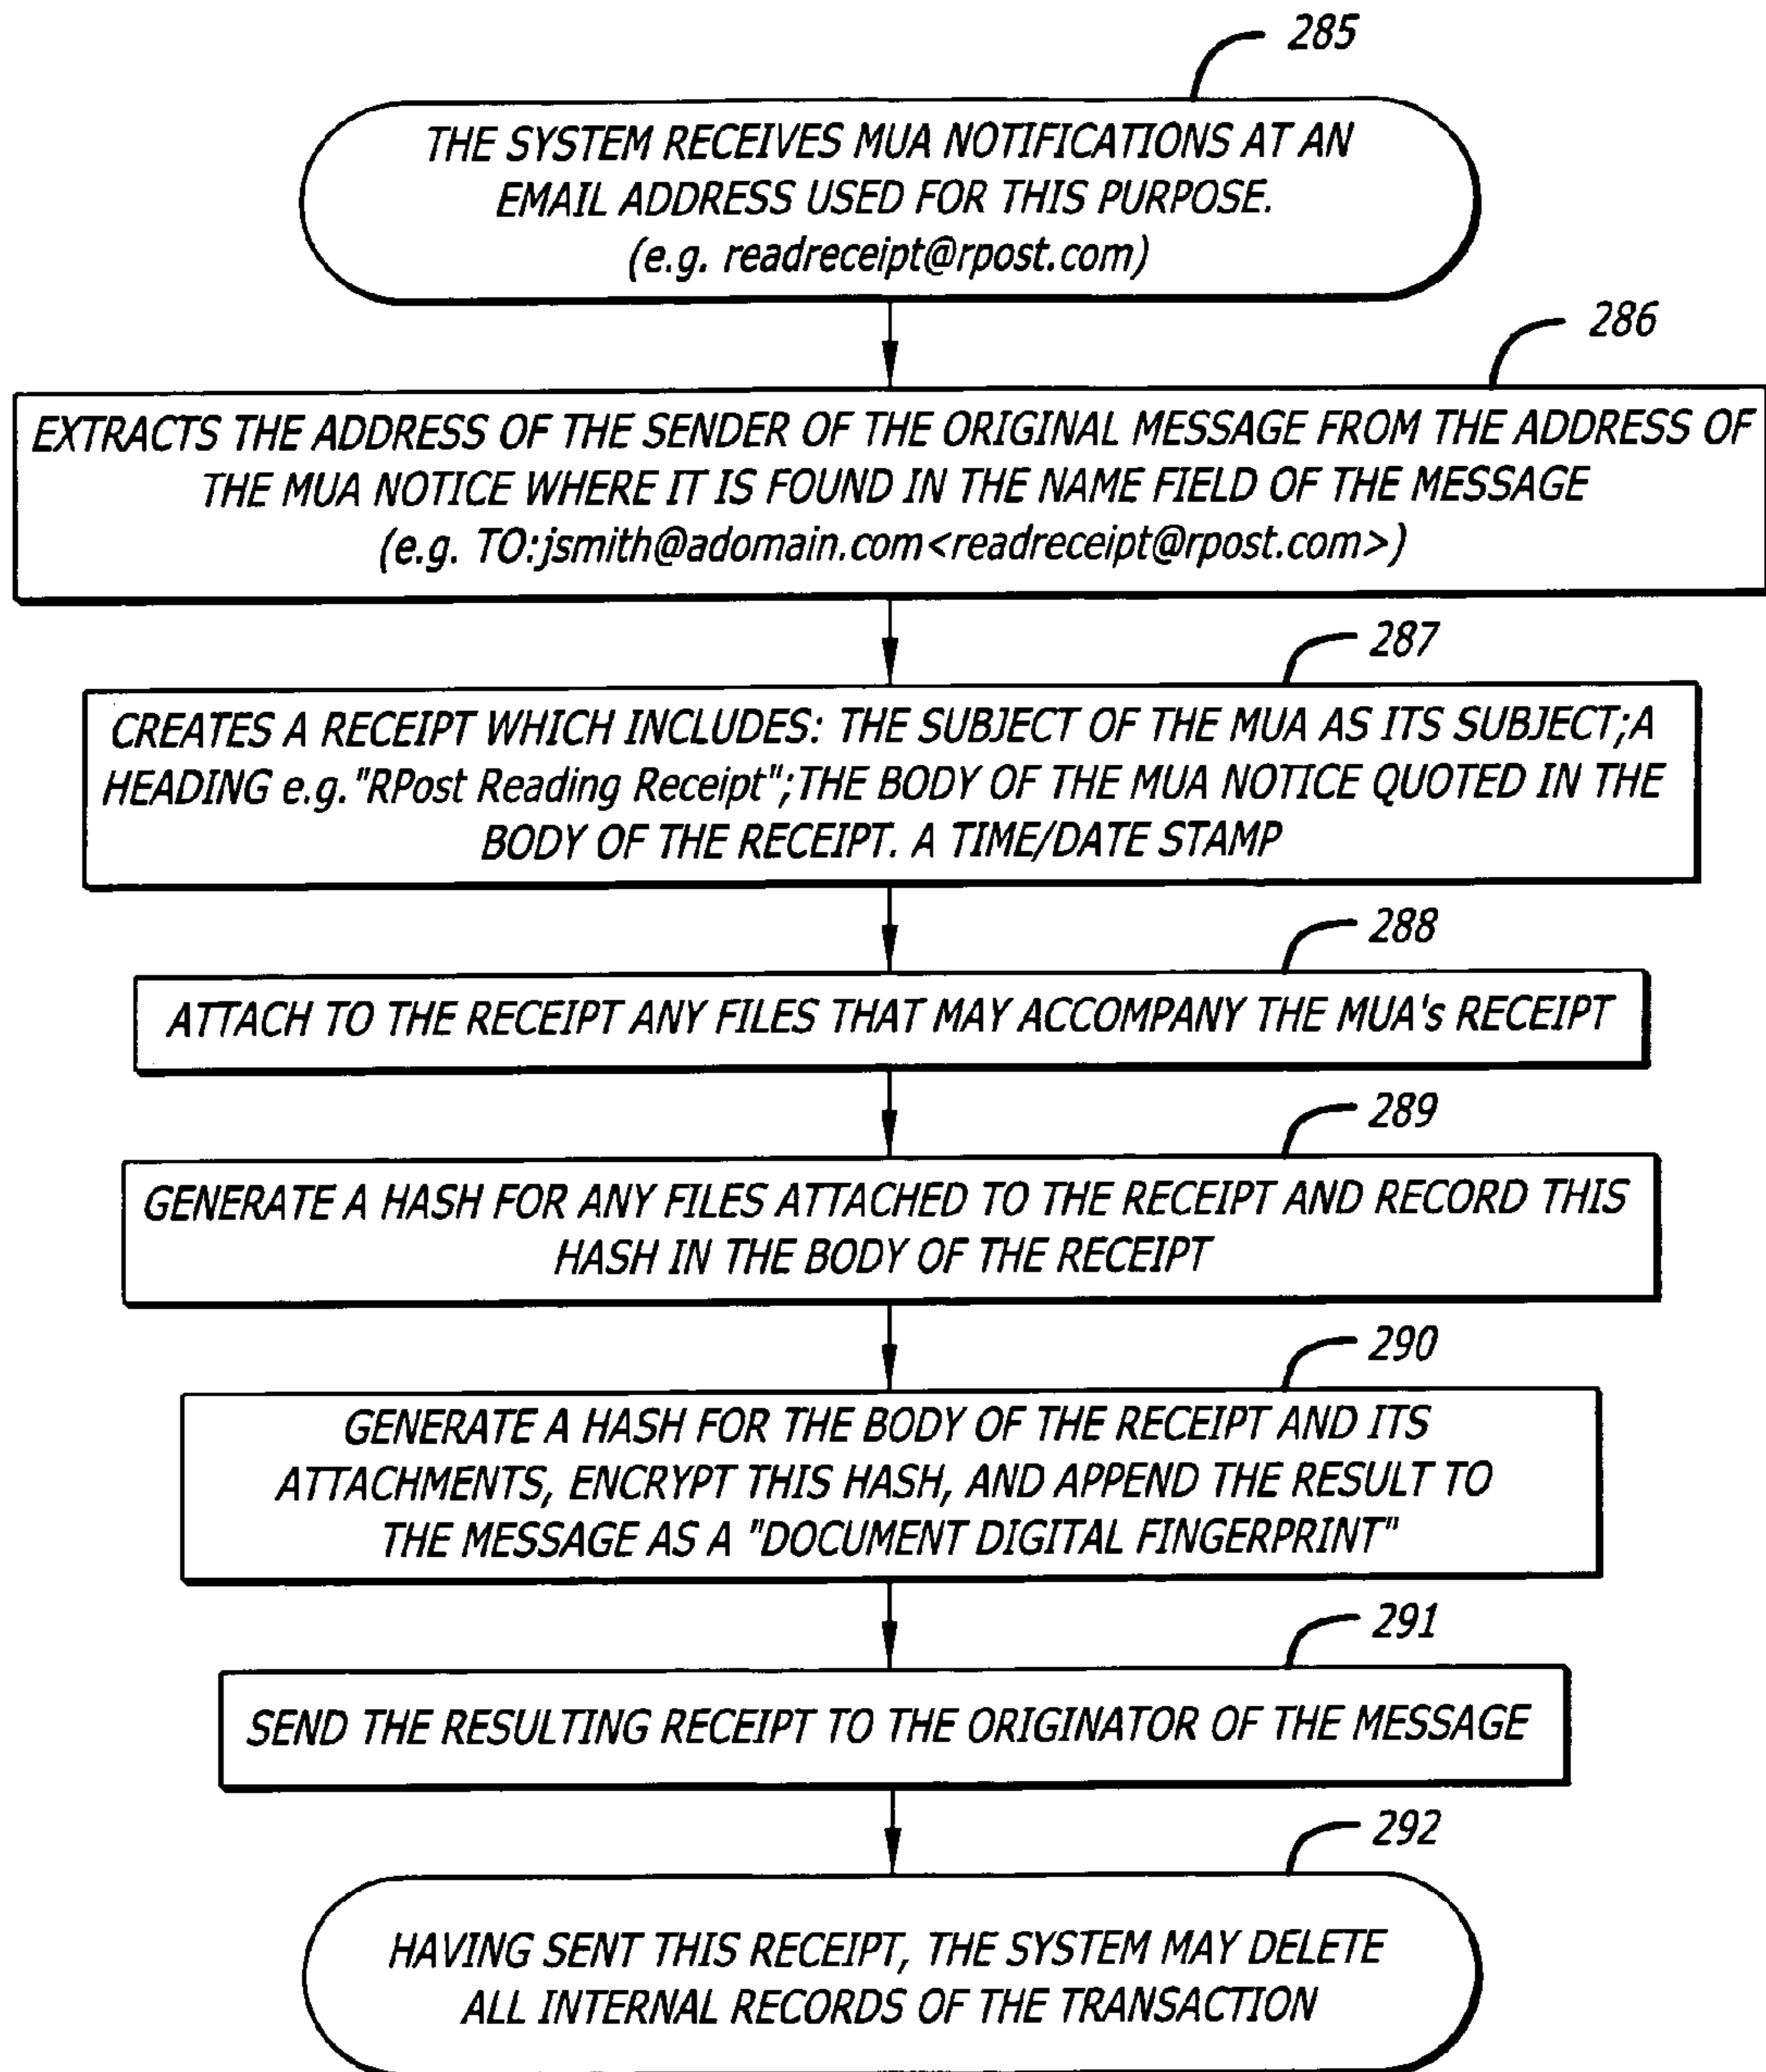 285
THE SYSTEM RECEIVES MUA NOTIFICATIONS AT AN
EMAIL ADDRESS USED FOR THIS PURPOSE.
(e.g. readreceipt@rpost.com)
286
EXTRACTS THE ADDRESS OF THE SENDER OF THE ORIGINAL MESSAGE FROM THE ADDRESS OF
THE MUA NOTICE WHERE IT IS FOUND IN THE NAME FIELD OF THE MESSAGE
(e.g. TO:jsmith@adomain.com<readreceipt@rpost.com>)
287
CREATES A RECEIPT WHICH INCLUDES: THE SUBJECT OF THE MUA AS ITS SUBJECT;A
HEADING e.g."RPost Reading Receipt";THE BODY OF THE MUA NOTICE QUOTED IN THE
BODY OF THE RECEIPT. A TIME/DATE STAMP
288
ATTACH TO THE RECEIPT ANY FILES THAT MAY ACCOMPANY THE MUA's RECEIPT
289
GENERATE A HASH FOR ANY FILES ATTACHED TO THE RECEIPT AND RECORD THIS
HASH IN THE BODY OF THE RECEIPT
290
GENERATE A HASH FOR THE BODY OF THE RECEIPT AND ITS
ATTACHMENTS, ENCRYPT THIS HASH, AND APPEND THE RESULT TO
THE MESSAGE AS A "DOCUMENT DIGITAL FINGERPRINT"
291
SEND THE RESULTING RECEIPT TO THE ORIGINATOR OF THE MESSAGE
292
HAVING SENT THIS RECEIPT, THE SYSTEM MAY DELETE
ALL INTERNAL RECORDS OF THE TRANSACTION